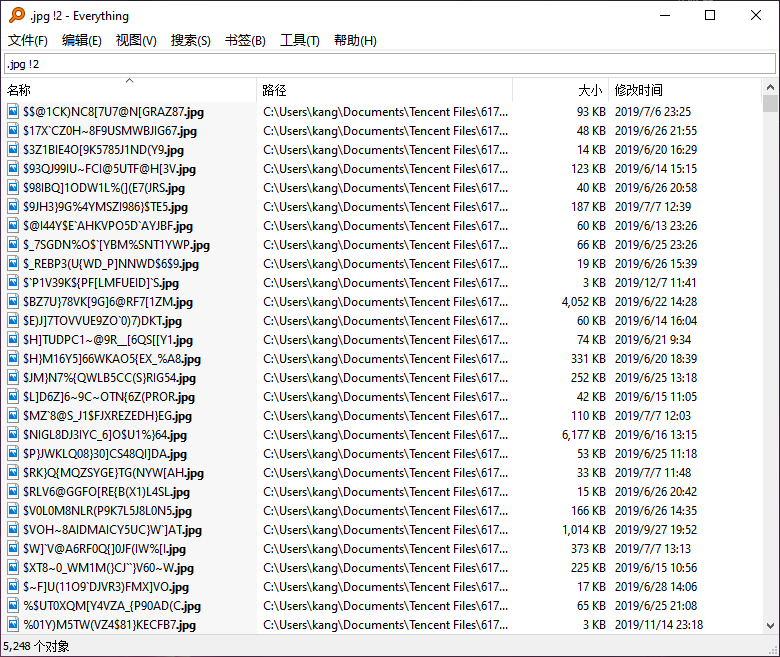 .jpg !2 - Everything
文件(F) 编辑(E) 视图(V) 搜索(S) 书签(B) 工具(T) 帮助(H)
.jpg !2
名称 路径 大小 修改时间
$$@1CK)NC8[7U7@N[GRAZ87.jpg C:\Users\kang\Documents\Tencent Files\617... 93 KB 2019/7/6 23:25
$17X`CZ0H~8F9USMWBJIG67.jpg C:\Users\kang\Documents\Tencent Files\617... 48 KB 2019/6/26 21:55
$3Z1BIE4O[9K5785J1ND(Y9.jpg C:\Users\kang\Documents\Tencent Files\617... 14 KB 2019/6/20 16:29
$93QJ99IU~FCI@5UTF@H[3V.jpg C:\Users\kang\Documents\Tencent Files\617... 123 KB 2019/6/14 15:15
$98IBQ]1ODW1L%(](E7(JRS.jpg C:\Users\kang\Documents\Tencent Files\617... 40 KB 2019/6/26 20:58
$9JH3}9G%4YMSZI986}$TE5.jpg C:\Users\kang\Documents\Tencent Files\617... 187 KB 2019/7/7 12:39
$@I44Y$E`AHKVPO5D`AYJBF.jpg C:\Users\kang\Documents\Tencent Files\617... 60 KB 2019/6/13 23:26
$_7SGDN%O$`[YBM%SNT1YWP.jpg C:\Users\kang\Documents\Tencent Files\617... 66 KB 2019/6/25 23:26
$_REBP3(U{WD_P]NNWD$6$9.jpg C:\Users\kang\Documents\Tencent Files\617... 19 KB 2019/6/26 15:39
$`P1V39K${PF[LMFUEID]`S.jpg C:\Users\kang\Documents\Tencent Files\617... 3 KB 2019/12/7 11:41
$BZ7U}78VK[9G]6@RF7[1ZM.jpg C:\Users\kang\Documents\Tencent Files\617... 4,052 KB 2019/6/22 14:28
$E)J]7TOVVUE9ZO`0)7)DKT.jpg C:\Users\kang\Documents\Tencent Files\617... 60 KB 2019/6/14 16:04
$H]TUDPC1~@9R__[6QS[[Y1.jpg C:\Users\kang\Documents\Tencent Files\617... 74 KB 2019/6/21 9:34
$H}M16Y5]66WKAO5{EX_%A8.jpg C:\Users\kang\Documents\Tencent Files\617... 331 KB 2019/6/20 18:39
$JM}N7%{QWLB5CC(S}RIG54.jpg C:\Users\kang\Documents\Tencent Files\617... 252 KB 2019/6/25 13:18
$L]D6Z]6~9C~OTN{6Z(PROR.jpg C:\Users\kang\Documents\Tencent Files\617... 42 KB 2019/6/15 11:05
$MZ`8@S_J1$FJXREZEDH}EG.jpg C:\Users\kang\Documents\Tencent Files\617... 110 KB 2019/7/7 12:03
$NIGL8DJ3IYC_6]O$U1%}64.jpg C:\Users\kang\Documents\Tencent Files\617... 6,177 KB 2019/6/16 13:15
$P}JWKLQ08}30]CS48QI]DA.jpg C:\Users\kang\Documents\Tencent Files\617... 53 KB 2019/6/25 11:18
$RK}Q{MQZSYGE}TG(NYW[AH.jpg C:\Users\kang\Documents\Tencent Files\617... 33 KB 2019/7/7 11:48
$RLV6@GGFO[RE{B(X1)L4SL.jpg C:\Users\kang\Documents\Tencent Files\617... 15 KB 2019/6/26 20:42
$V0L0M8NLR(P9K7L5J8L0N5.jpg C:\Users\kang\Documents\Tencent Files\617... 166 KB 2019/6/26 14:35
$VOH~8AIDMAICY5UC}W`]AT.jpg C:\Users\kang\Documents\Tencent Files\617... 1,014 KB 2019/9/27 19:52
$W]`V@A6RF0Q{]0JF(IW%[I.jpg C:\Users\kang\Documents\Tencent Files\617... 373 KB 2019/7/7 13:13
$XT8~0_WM1M(}CJ``}V60~W.jpg C:\Users\kang\Documents\Tencent Files\617... 225 KB 2019/6/15 10:56
$~F]U(11O9`DJVR3)FMX]VO.jpg C:\Users\kang\Documents\Tencent Files\617... 17 KB 2019/6/28 14:06
%$UT0XQM[Y4VZA_{P90AD(C.jpg C:\Users\kang\Documents\Tencent Files\617... 65 KB 2019/6/25 21:08
%01Y)M5TW(VZ4$81}KECFB7.jpg C:\Users\kang\Documents\Tencent Files\617... 3 KB 2019/11/14 23:18
5,248 个对象